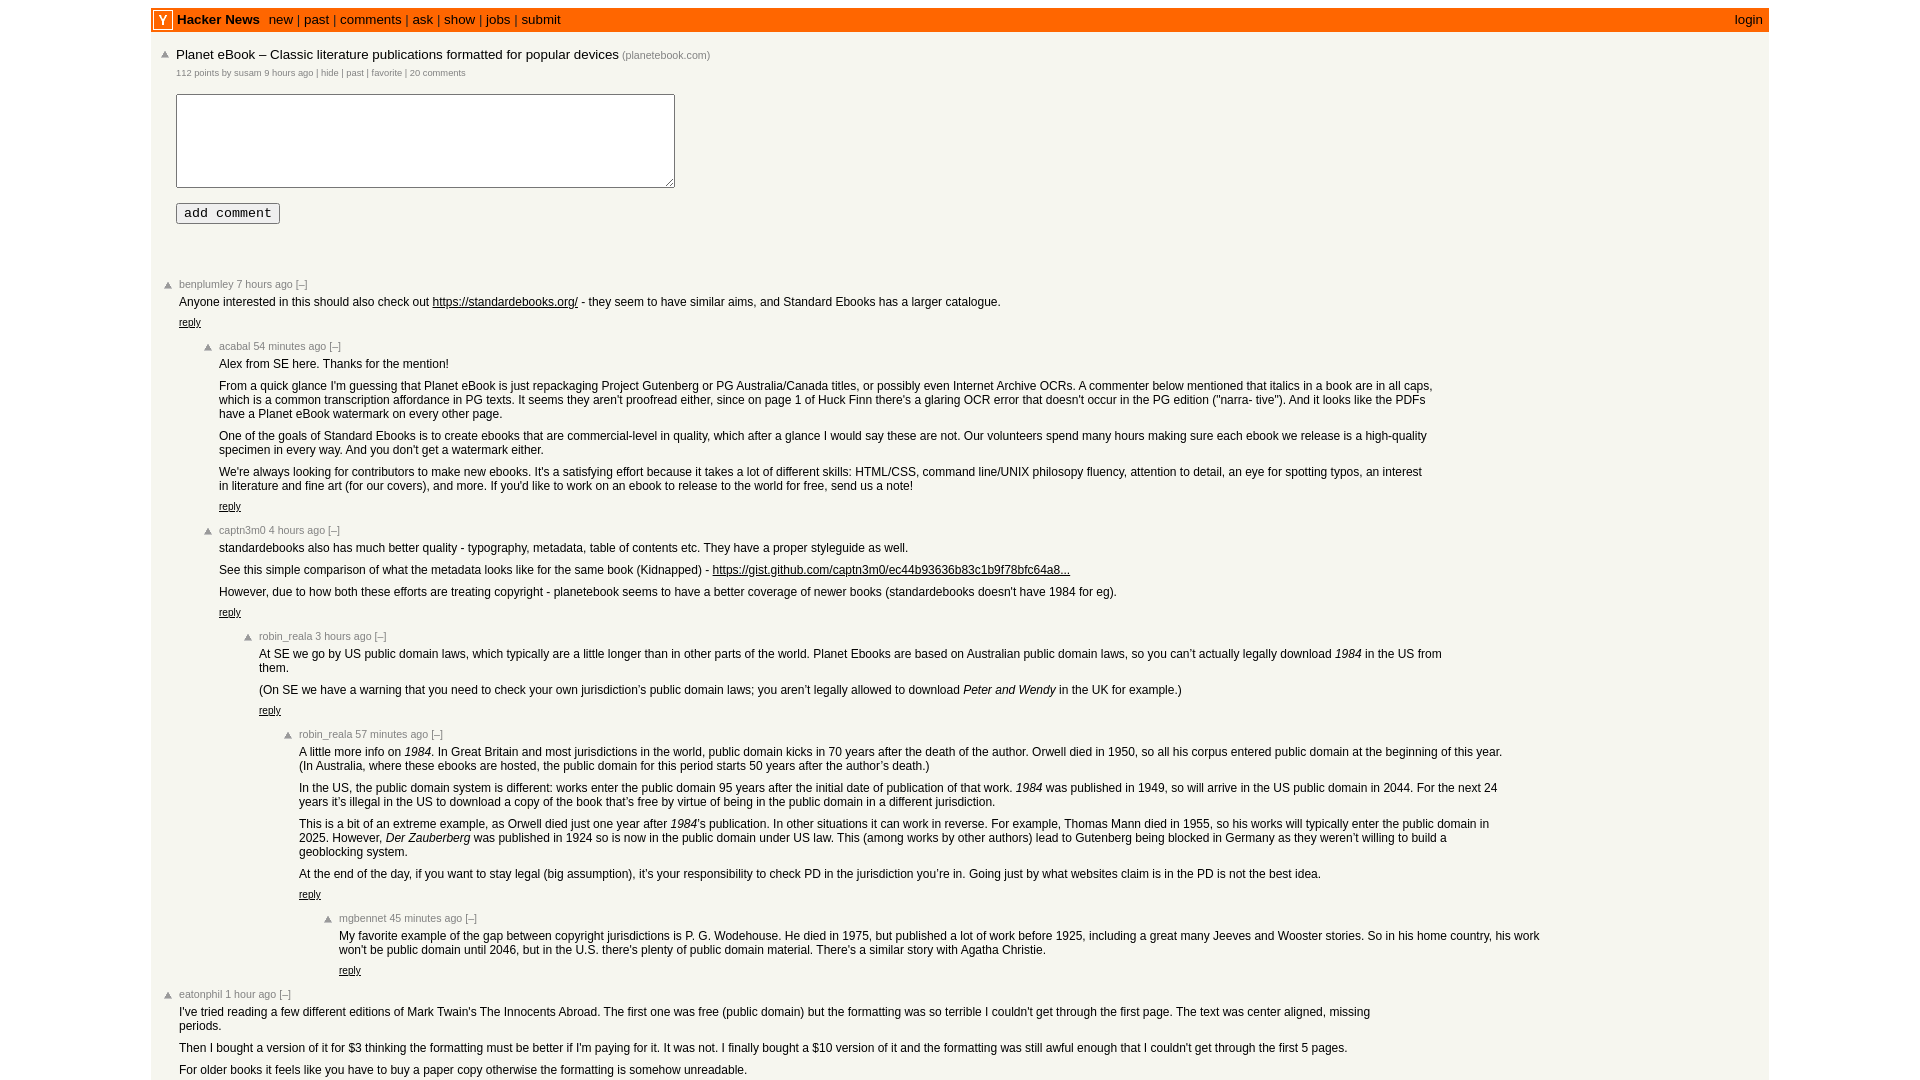 Y Hacker News new | past | comments | ask | show | jobs | submit login
Planet eBook – Classic literature publications formatted for popular devices (planetebook.com)
112 points by susam 9 hours ago | hide | past | favorite | 20 comments
add comment
benplumley 7 hours ago [–]
Anyone interested in this should also check out https://standardebooks.org/ - they seem to have similar aims, and Standard Ebooks has a larger catalogue.
reply
acabal 54 minutes ago [–]
Alex from SE here. Thanks for the mention!
From a quick glance I'm guessing that Planet eBook is just repackaging Project Gutenberg or PG Australia/Canada titles, or possibly even Internet Archive OCRs. A commenter below mentioned that italics in a book are in all caps,
which is a common transcription affordance in PG texts. It seems they aren't proofread either, since on page 1 of Huck Finn there's a glaring OCR error that doesn't occur in the PG edition ("narra- tive"). And it looks like the PDFs
have a Planet eBook watermark on every other page.
One of the goals of Standard Ebooks is to create ebooks that are commercial-level in quality, which after a glance I would say these are not. Our volunteers spend many hours making sure each ebook we release is a high-quality
specimen in every way. And you don't get a watermark either.
We're always looking for contributors to make new ebooks. It's a satisfying effort because it takes a lot of different skills: HTML/CSS, command line/UNIX philosopy fluency, attention to detail, an eye for spotting typos, an interest
in literature and fine art (for our covers), and more. If you'd like to work on an ebook to release to the world for free, send us a note!
reply
captn3m0 4 hours ago [–]
standardebooks also has much better quality - typography, metadata, table of contents etc. They have a proper styleguide as well.
See this simple comparison of what the metadata looks like for the same book (Kidnapped) - https://gist.github.com/captn3m0/ec44b93636b83c1b9f78bfc64a8...
However, due to how both these efforts are treating copyright - planetebook seems to have a better coverage of newer books (standardebooks doesn't have 1984 for eg).
reply
robin_reala 3 hours ago [–]
At SE we go by US public domain laws, which typically are a little longer than in other parts of the world. Planet Ebooks are based on Australian public domain laws, so you can’t actually legally download 1984 in the US from
them.
(On SE we have a warning that you need to check your own jurisdiction’s public domain laws; you aren’t legally allowed to download Peter and Wendy in the UK for example.)
reply
robin_reala 57 minutes ago [–]
A little more info on 1984. In Great Britain and most jurisdictions in the world, public domain kicks in 70 years after the death of the author. Orwell died in 1950, so all his corpus entered public domain at the beginning of this year.
(In Australia, where these ebooks are hosted, the public domain for this period starts 50 years after the author’s death.)
In the US, the public domain system is different: works enter the public domain 95 years after the initial date of publication of that work. 1984 was published in 1949, so will arrive in the US public domain in 2044. For the next 24
years it’s illegal in the US to download a copy of the book that’s free by virtue of being in the public domain in a different jurisdiction.
This is a bit of an extreme example, as Orwell died just one year after 1984’s publication. In other situations it can work in reverse. For example, Thomas Mann died in 1955, so his works will typically enter the public domain in
2025. However, Der Zauberberg was published in 1924 so is now in the public domain under US law. This (among works by other authors) lead to Gutenberg being blocked in Germany as they weren’t willing to build a
geoblocking system.
At the end of the day, if you want to stay legal (big assumption), it’s your responsibility to check PD in the jurisdiction you’re in. Going just by what websites claim is in the PD is not the best idea.
reply
mgbennet 45 minutes ago [–]
My favorite example of the gap between copyright jurisdictions is P. G. Wodehouse. He died in 1975, but published a lot of work before 1925, including a great many Jeeves and Wooster stories. So in his home country, his work
won't be public domain until 2046, but in the U.S. there's plenty of public domain material. There's a similar story with Agatha Christie.
reply
eatonphil 1 hour ago [–]
I've tried reading a few different editions of Mark Twain's The Innocents Abroad. The first one was free (public domain) but the formatting was so terrible I couldn't get through the first page. The text was center aligned, missing
periods.
Then I bought a version of it for $3 thinking the formatting must be better if I'm paying for it. It was not. I finally bought a $10 version of it and the formatting was still awful enough that I couldn't get through the first 5 pages.
For older books it feels like you have to buy a paper copy otherwise the formatting is somehow unreadable.